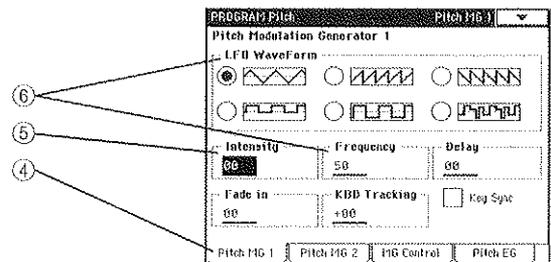 PROGRAM Pitch Pitch MG 1
Pitch Modulation Generator 1
LFO WaveForm
⑥
⑤
④
Intensity Frequency Delay
00 50 00
Fade in KBD Tracking Key Sync
00 +00
Pitch MG 1 Pitch MG 2 MG Control Pitch EG